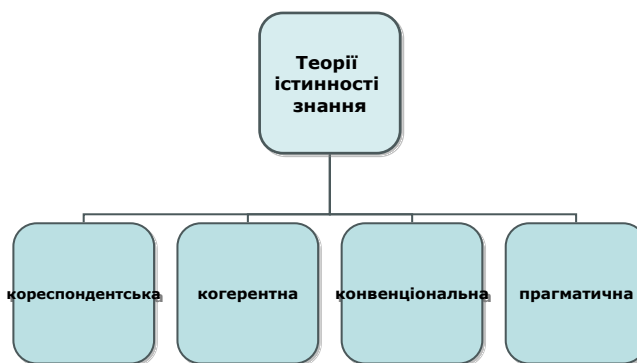 Теорії
істинності
знання
кореспондентська
когерентна
конвенціональна
прагматична